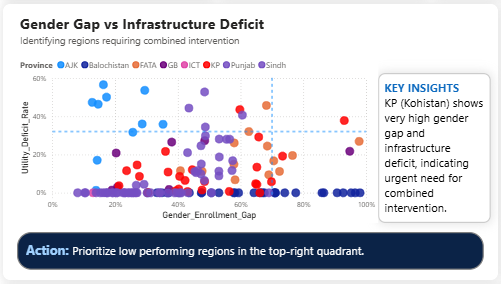 Gender Gap vs Infrastructure Deficit
Identifying regions requiring combined intervention
Province AJK Balochistan FATA GB ICT KP Punjab Sindh
Utility_Deficit_Rate
60%
40%
20%
0%
0% 20% 40% 60% 80% 100%
Gender_Enrollment_Gap
KEY INSIGHTS
KP (Kohistan) shows
very high gender
gap and
infrastructure
deficit, indicating
urgent need for
combined
intervention.
Action: Prioritize low performing regions in the top-right quadrant.